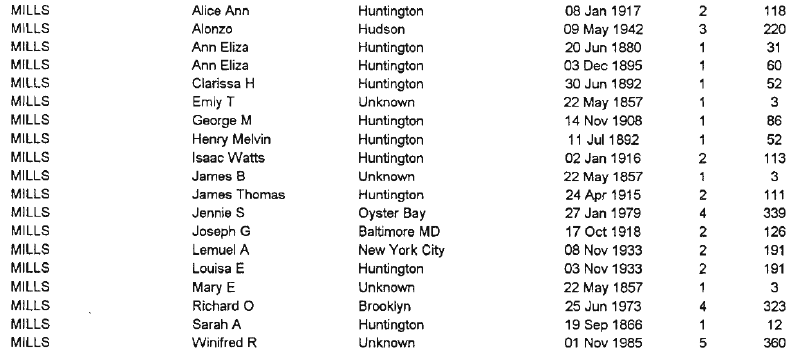 MILLS Alice Ann Huntington 08 Jan 1917 2 118
MILLS Alonzo Hudson 09 May 1942 3 220
MILLS Ann Eliza Huntington 20 Jun 1880 1 31
MILLS Ann Eliza Huntington 03 Dec 1895 1 60
MILLS Clarissa H Huntington 30 Jun 1892 1 52
MILLS Emly T Unknown 22 May 1857 1 3
MILLS George M Huntington 14 Nov 1908 1 86
MILLS Henry Melvin Huntington 11 Jul 1892 1 52
MILLS Isaac Watts Huntington 02 Jan 1916 2 113
MILLS James B Unknown 22 May 1857 1 3
MILLS James Thomas Huntington 24 Apr 1915 2 111
MILLS Jennie S Oyster Bay 27 Jan 1979 4 339
MILLS Joseph G Baltimore MD 17 Oct 1918 2 126
MILLS Lemuel A New York City 08 Nov 1933 2 191
MILLS Louisa E Huntington 03 Nov 1933 2 191
MILLS Mary E Unknown 22 May 1857 1 3
MILLS Richard O Brooklyn 25 Jun 1973 4 323
MILLS Sarah A Huntington 19 Sep 1866 1 12
MILLS Winifred R Unknown 01 Nov 1985 5 360